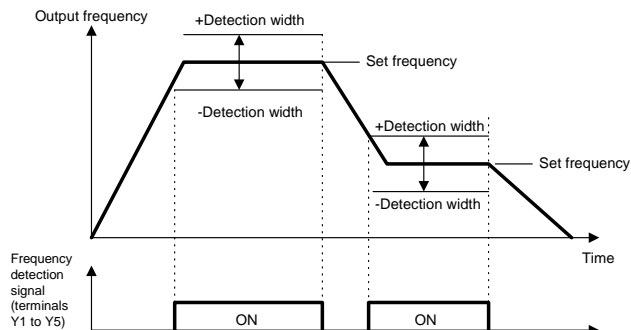 Output frequency
+Detection width
Set frequency
-Detection width
+Detection width
Set frequency
-Detection width
Time
Frequency
detection
signal
(terminals
Y1 to Y5)
ON
ON